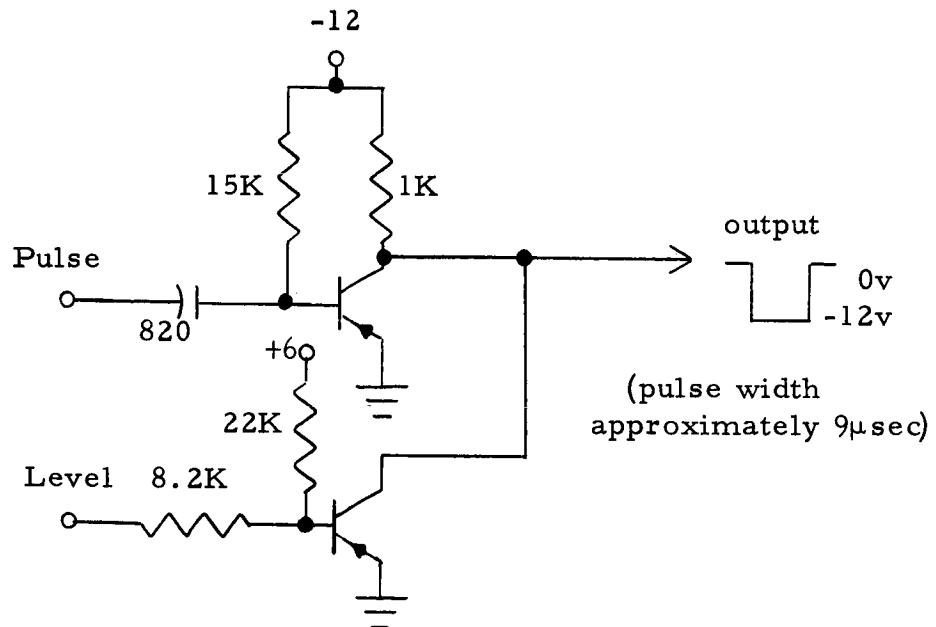 -12
15K
1K
output
Pulse
0v
-12v
820
+6
(pulse width
approximately 9μsec)
22K
Level 8.2K